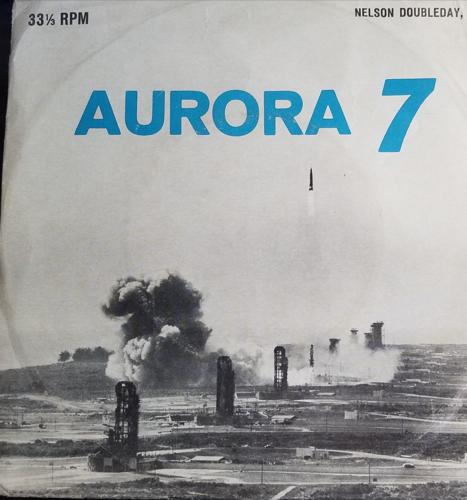 33⅓ RPM
NELSON DOUBLEDAY,
AURORA 7